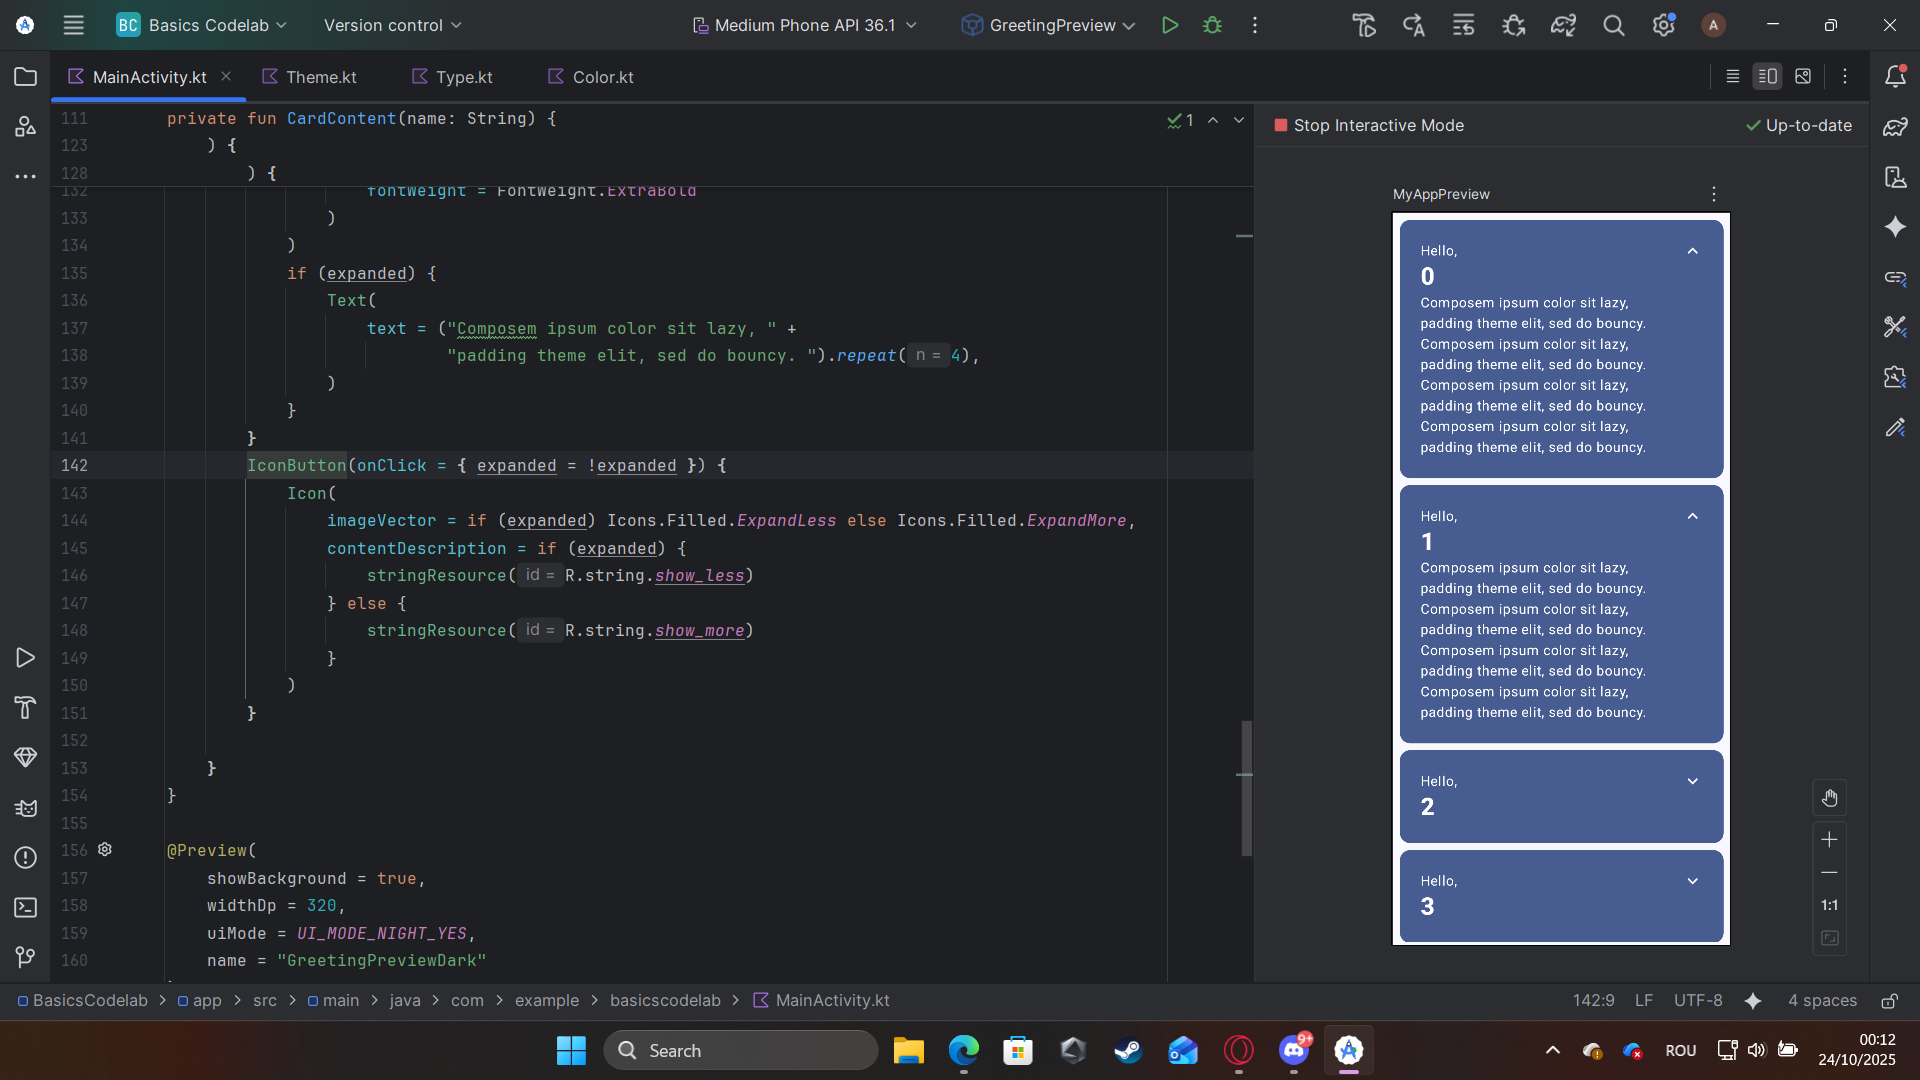 BC Basics Codelab
Version control
Medium Phone API 36.1
GreetingPreview
A
MainActivity.kt
Theme.kt
Type.kt
Color.kt
111 private fun CardContent(name: String) {
123 ) {
128 ) {
132 fontWeight = FontWeight.ExtraBold
133 )
134 )
135 if (expanded) {
136 Text(
137 text = ("Composem ipsum color sit lazy, " +
138 "padding theme elit, sed do bouncy. ").repeat( n = 4),
139 )
140 }
141 }
142 IconButton(onClick = { expanded = !expanded }) {
143 Icon(
144 imageVector = if (expanded) Icons.Filled.ExpandLess else Icons.Filled.ExpandMore,
145 contentDescription = if (expanded) {
146 stringResource( id = R.string.show_less)
147 } else {
148 stringResource( id = R.string.show_more)
149 }
150 )
151 }
152
153 }
154 }
155
156 @Preview(
157 showBackground = true,
158 widthDp = 320,
159 uiMode = UI_MODE_NIGHT_YES,
160 name = "GreetingPreviewDark"
1
Stop Interactive Mode
Up-to-date
MyAppPreview
Hello,
0
Composem ipsum color sit lazy,
padding theme elit, sed do bouncy.
Composem ipsum color sit lazy,
padding theme elit, sed do bouncy.
Composem ipsum color sit lazy,
padding theme elit, sed do bouncy.
Composem ipsum color sit lazy,
padding theme elit, sed do bouncy.
Hello,
1
Composem ipsum color sit lazy,
padding theme elit, sed do bouncy.
Composem ipsum color sit lazy,
padding theme elit, sed do bouncy.
Composem ipsum color sit lazy,
padding theme elit, sed do bouncy.
Composem ipsum color sit lazy,
padding theme elit, sed do bouncy.
Hello,
2
Hello,
3
1:1
BasicsCodelab > app > src > main > java > com > example > basicscodelab > MainActivity.kt
142:9 LF UTF-8 4 spaces
Search
9+
ROU
00:12
24/10/2025